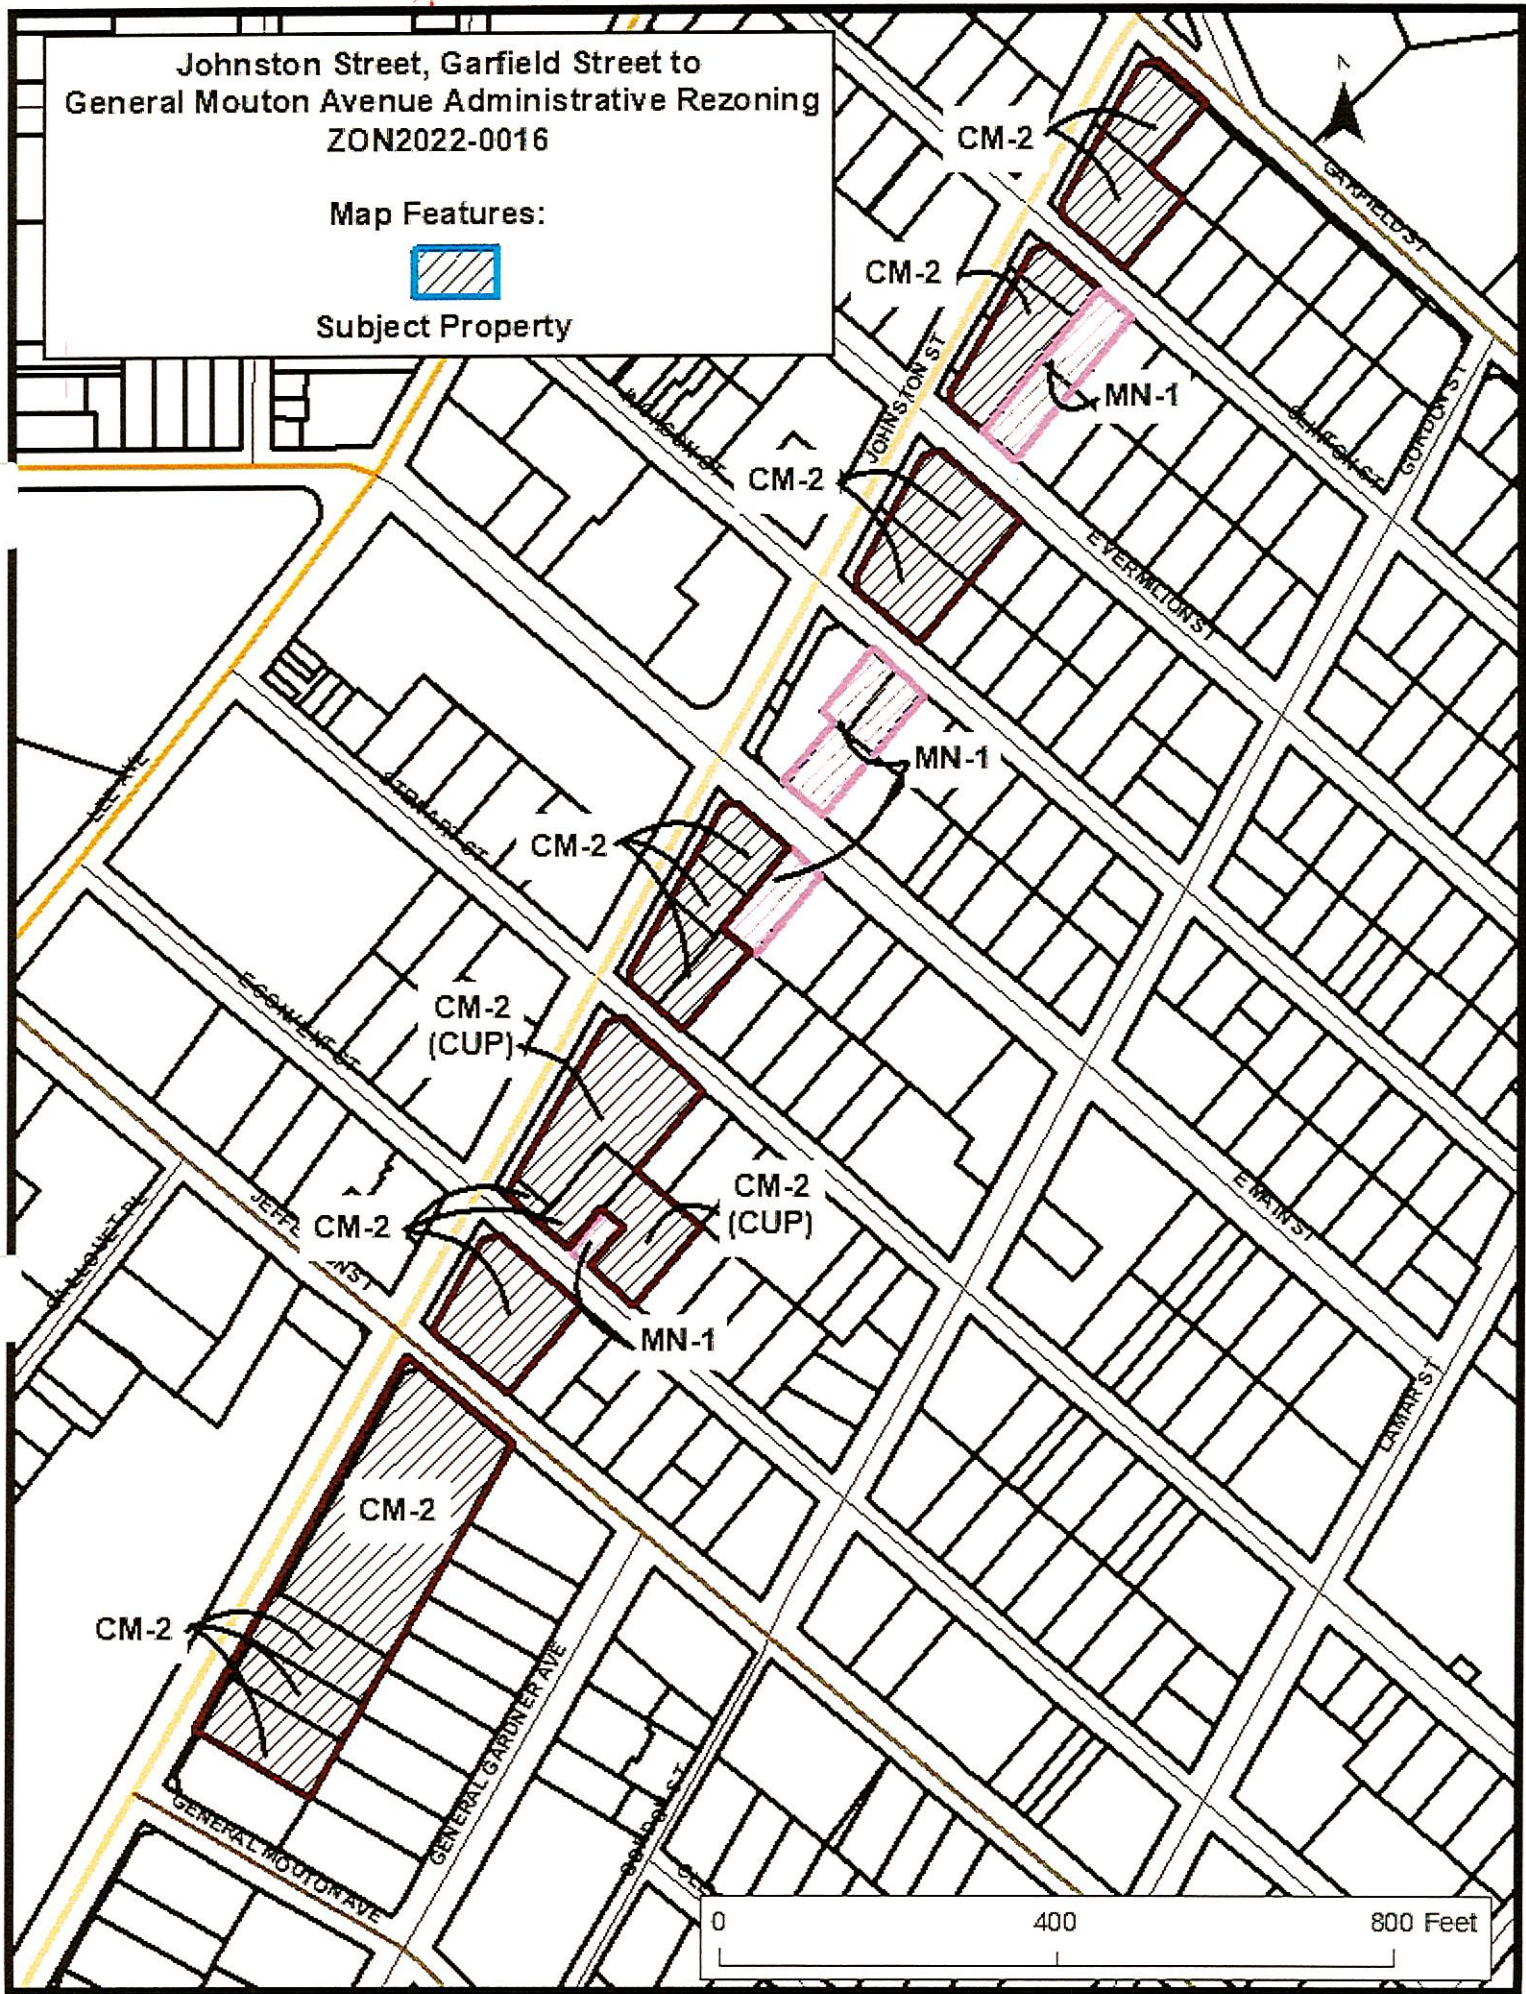 Johnston Street, Garfield Street to
General Mouton Avenue Administrative Rezoning
ZON2022-0016
Map Features:
Subject Property
N
CM-2
GARFIELD ST
CM-2
JOHNSTON ST
MN-1
CLINTON ST
GORDON ST
CM-2
E VERMILION ST
MN-1
LEE AVE
STEWART ST
CM-2
CM-2
(CUP)
E CONVENT ST
CM-2
(CUP)
E MAIN ST
CM-2
MN-1
LAMAR ST
CM-2
CM-2
GENERAL GARDNER AVE
GENERAL MOUTON AVE
0 400 800 Feet